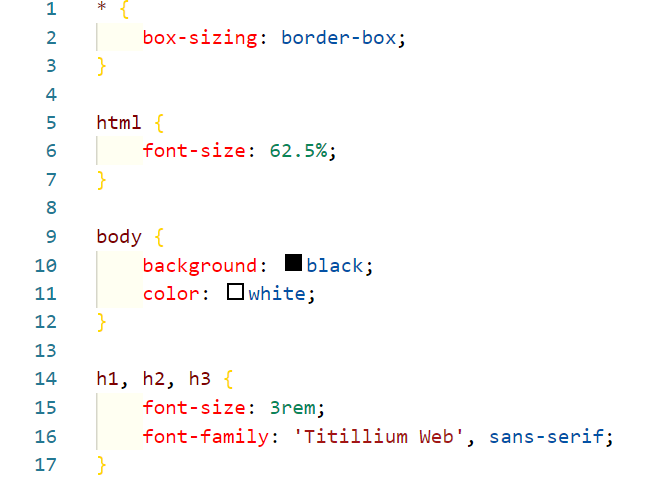 1 * {
2     box-sizing: border-box;
3 }
4
5 html {
6     font-size: 62.5%;
7 }
8
9 body {
10     background: black;
11     color: white;
12 }
13
14 h1, h2, h3 {
15     font-size: 3rem;
16     font-family: 'Titillium Web', sans-serif;
17 }